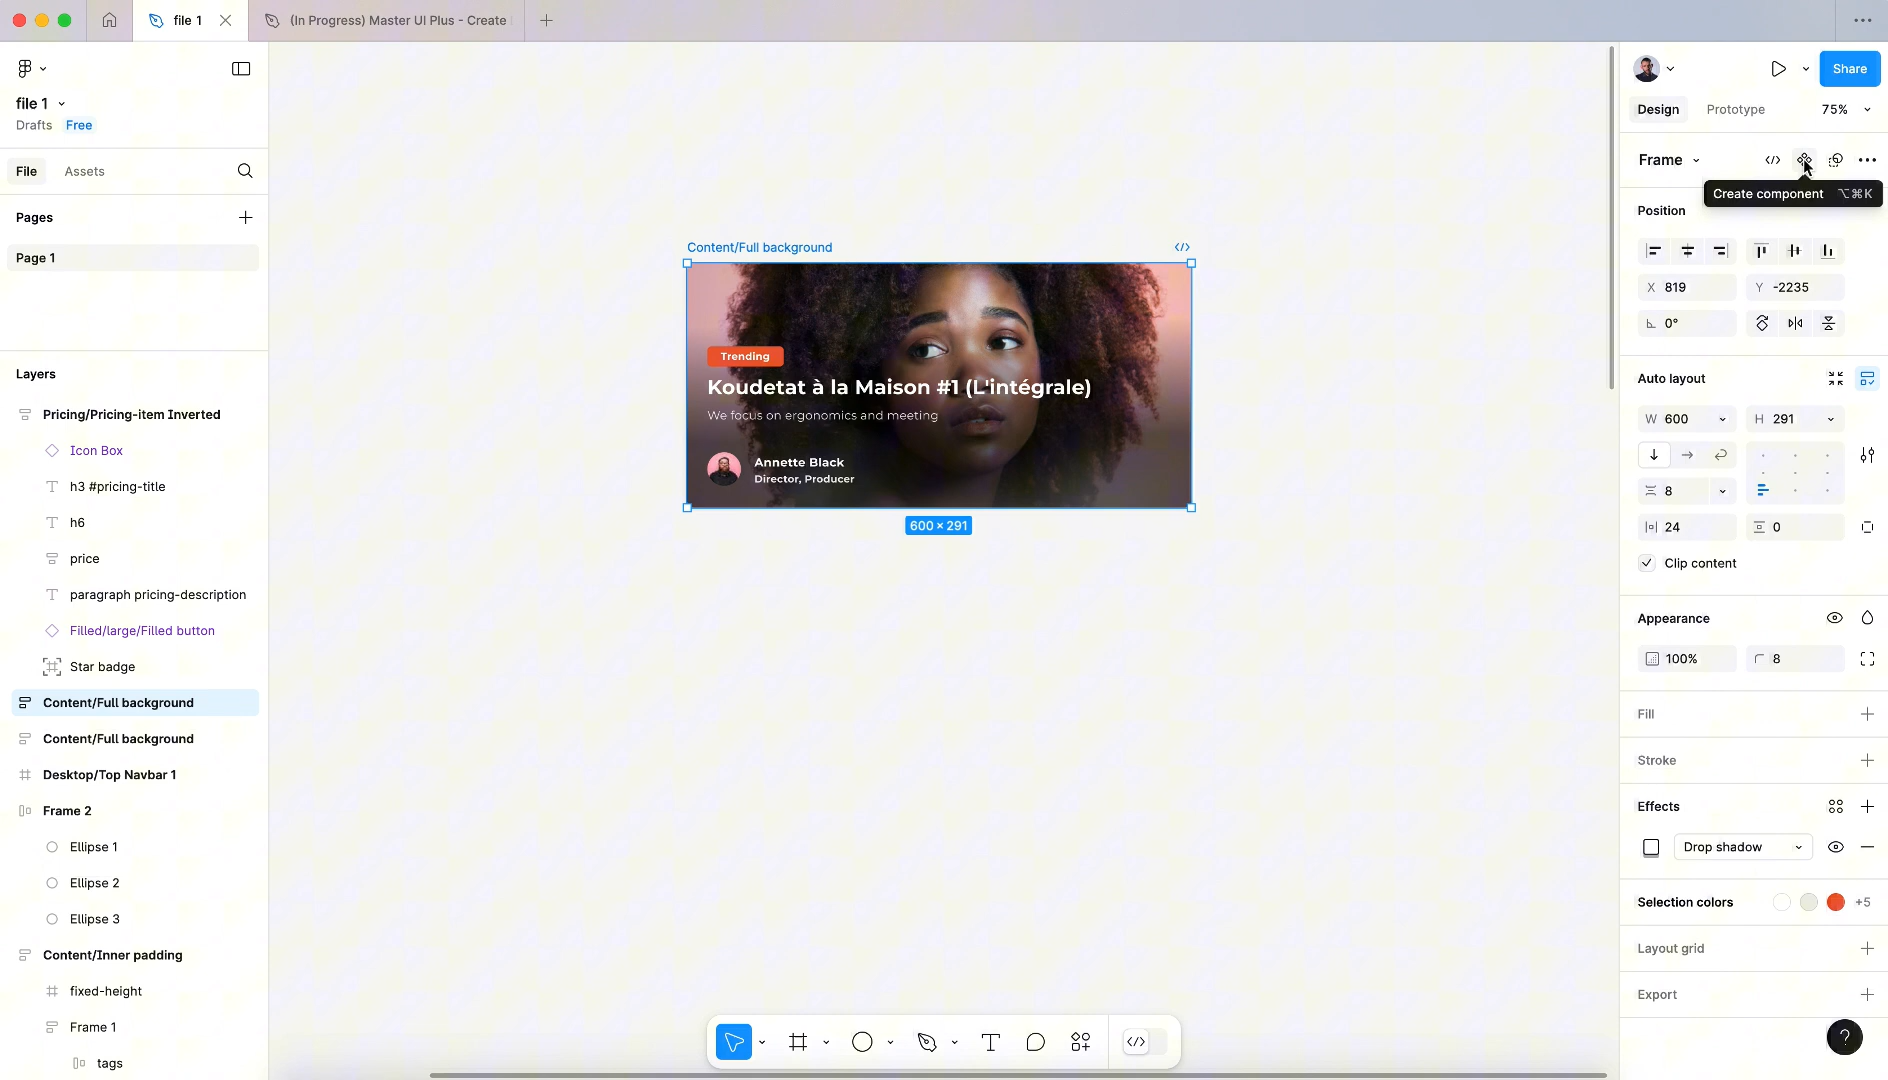 file 1
(In Progress) Master UI Plus - Create
file 1
Drafts Free
File Assets
Pages
Page 1
Layers
Pricing/Pricing-item Inverted
Icon Box
h3 #pricing-title
h6
price
paragraph pricing-description
Filled/large/Filled button
Star badge
Content/Full background
Content/Full background
Desktop/Top Navbar 1
Frame 2
Ellipse 1
Ellipse 2
Ellipse 3
Content/Inner padding
fixed-height
Frame 1
tags
Content/Full background
Trending
Koudetat à la Maison #1 (L'intégrale)
We focus on ergonomics and meeting
Annette Black
Director, Producer
600 × 291
Share
Design Prototype 75%
Frame
Create component ⌥⌘K
Position
X 819 Y -2235
0°
Auto layout
W 600 H 291
8
24 0
Clip content
Appearance
100% 8
Fill
Stroke
Effects
Drop shadow
Selection colors +5
Layout grid
Export
?